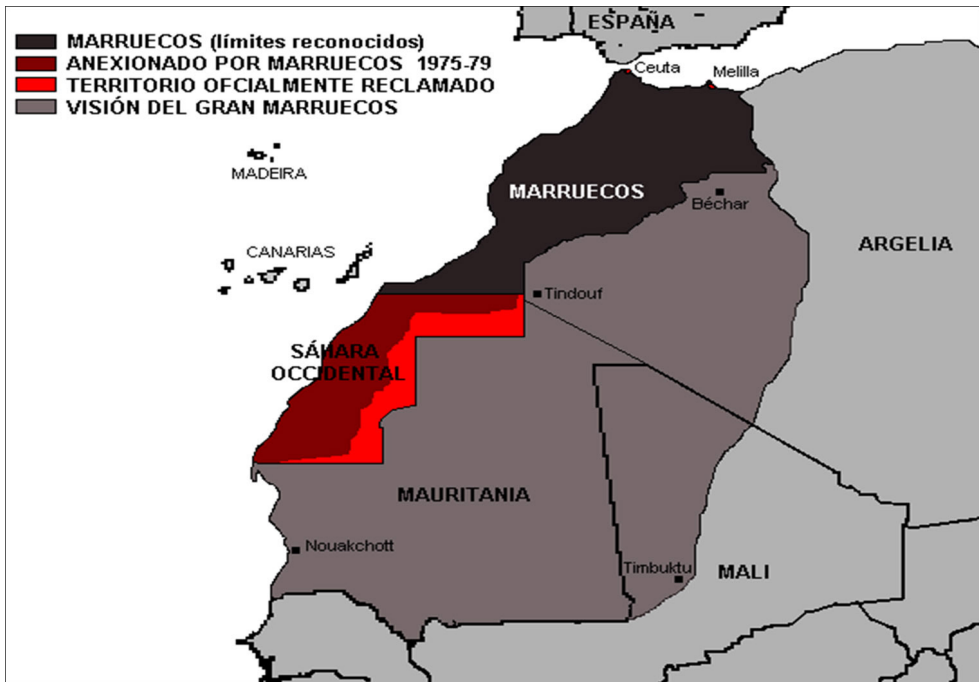 ESPAÑA
MARRUECOS (límites reconocidos)
ANEXIONADO POR MARRUECOS 1975-79
TERRITORIO OFCIALMENTE RECLAMADO
VISIÓN DEL GRAN MARRUECOS
Ceuta
Melilla
MADEIRA
MARRUECOS
Béchar
CANARIAS
ARGELIA
Tindouf
SÁHARA
OCCIDENTAL
MAURITANIA
Nouakchott
Timbuktu
MALI